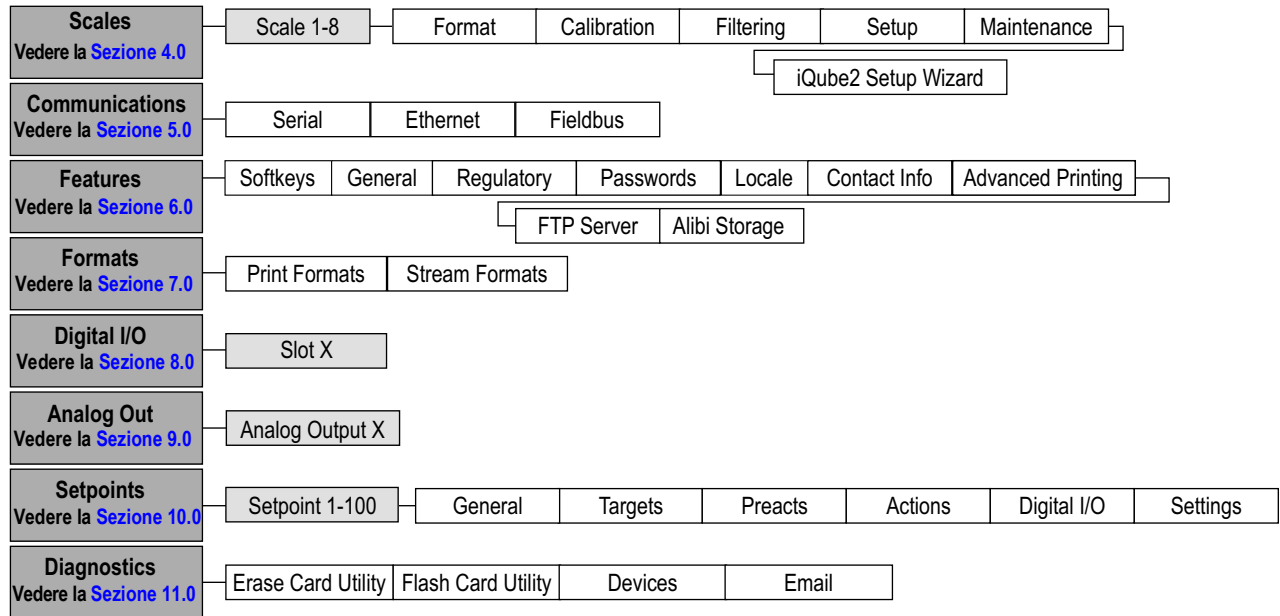 Scales
Vedere la Sezione 4.0
Scale 1-8
Format
Calibration
Filtering
Setup
Maintenance
iQube2 Setup Wizard
Communications
Vedere la Sezione 5.0
Serial
Ethernet
Fieldbus
Features
Vedere la Sezione 6.0
Softkeys
General
Regulatory
Passwords
Locale
Contact Info
Advanced Printing
FTP Server
Alibi Storage
Formats
Vedere la Sezione 7.0
Print Formats
Stream Formats
Digital I/O
Vedere la Sezione 8.0
Slot X
Analog Out
Vedere la Sezione 9.0
Analog Output X
Setpoints
Vedere la Sezione 10.0
Setpoint 1-100
General
Targets
Preacts
Actions
Digital I/O
Settings
Diagnostics
Vedere la Sezione 11.0
Erase Card Utility
Flash Card Utility
Devices
Email